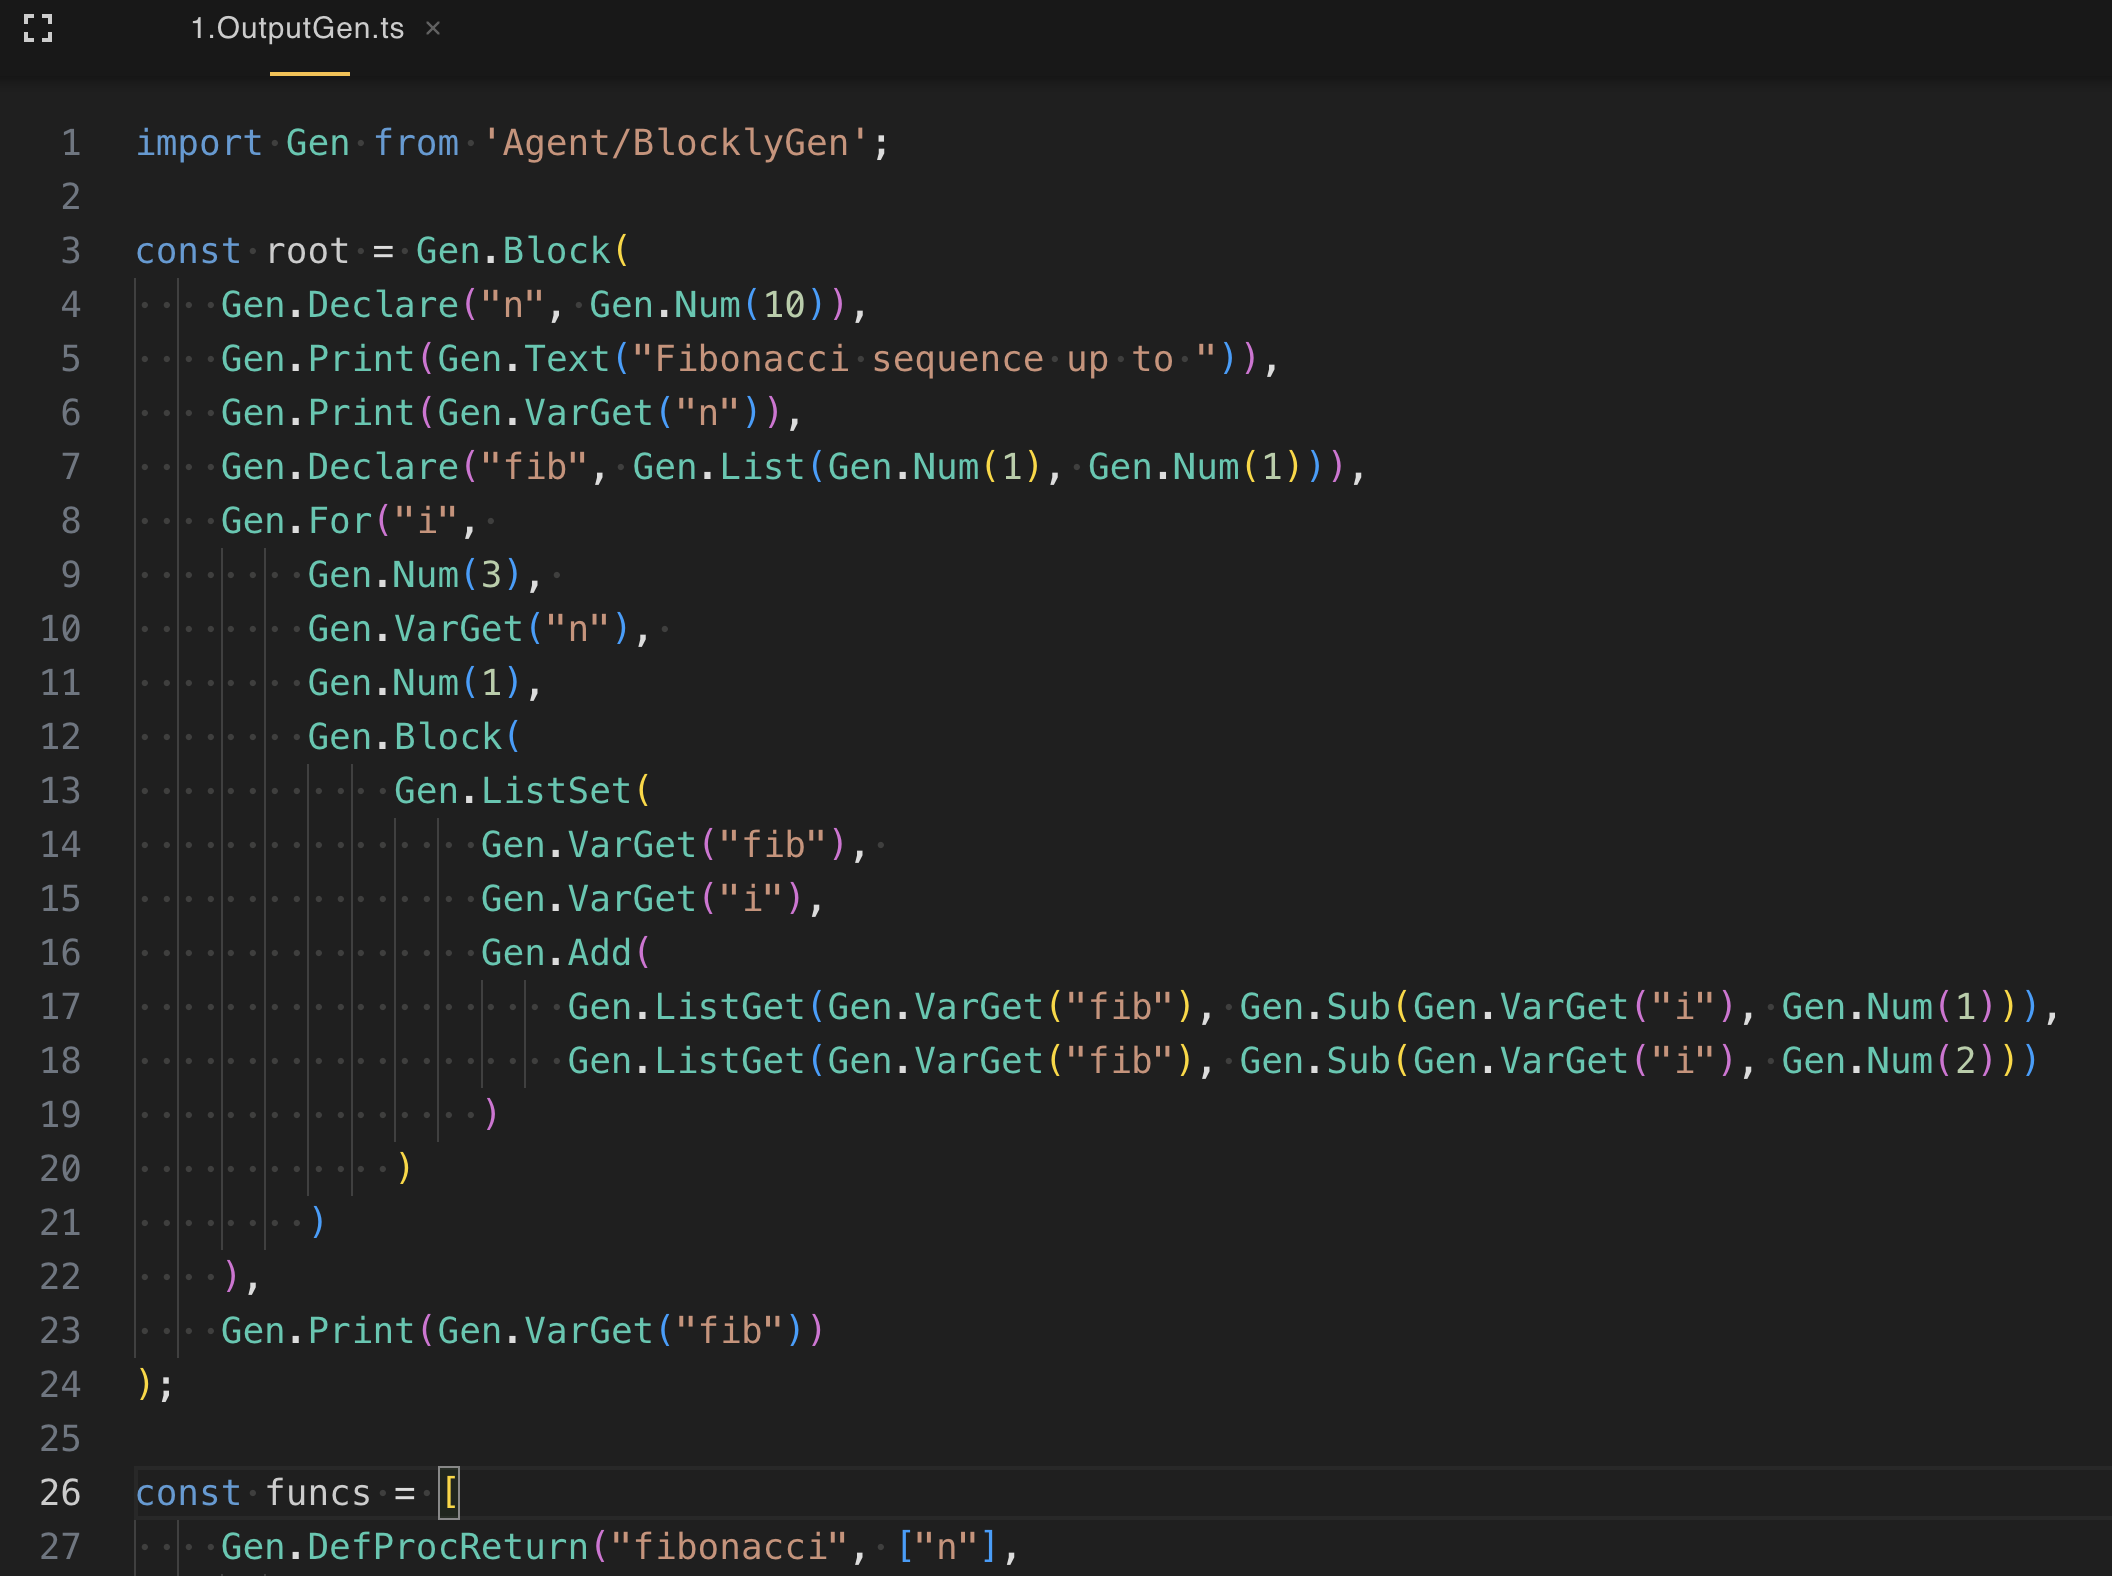 1.OutputGen.ts ×
1 import Gen from 'Agent/BlocklyGen';
2
3 const root = Gen.Block(
4 Gen.Declare("n", Gen.Num(10)),
5 Gen.Print(Gen.Text("Fibonacci sequence up to ")),
6 Gen.Print(Gen.VarGet("n")),
7 Gen.Declare("fib", Gen.List(Gen.Num(1), Gen.Num(1))),
8 Gen.For("i",
9 Gen.Num(3),
10 Gen.VarGet("n"),
11 Gen.Num(1),
12 Gen.Block(
13 Gen.ListSet(
14 Gen.VarGet("fib"),
15 Gen.VarGet("i"),
16 Gen.Add(
17 Gen.ListGet(Gen.VarGet("fib"), Gen.Sub(Gen.VarGet("i"), Gen.Num(1))),
18 Gen.ListGet(Gen.VarGet("fib"), Gen.Sub(Gen.VarGet("i"), Gen.Num(2)))
19 )
20 )
21 )
22 ),
23 Gen.Print(Gen.VarGet("fib"))
24 );
25
26 const funcs = [
27 Gen.DefProcReturn("fibonacci", ["n"],